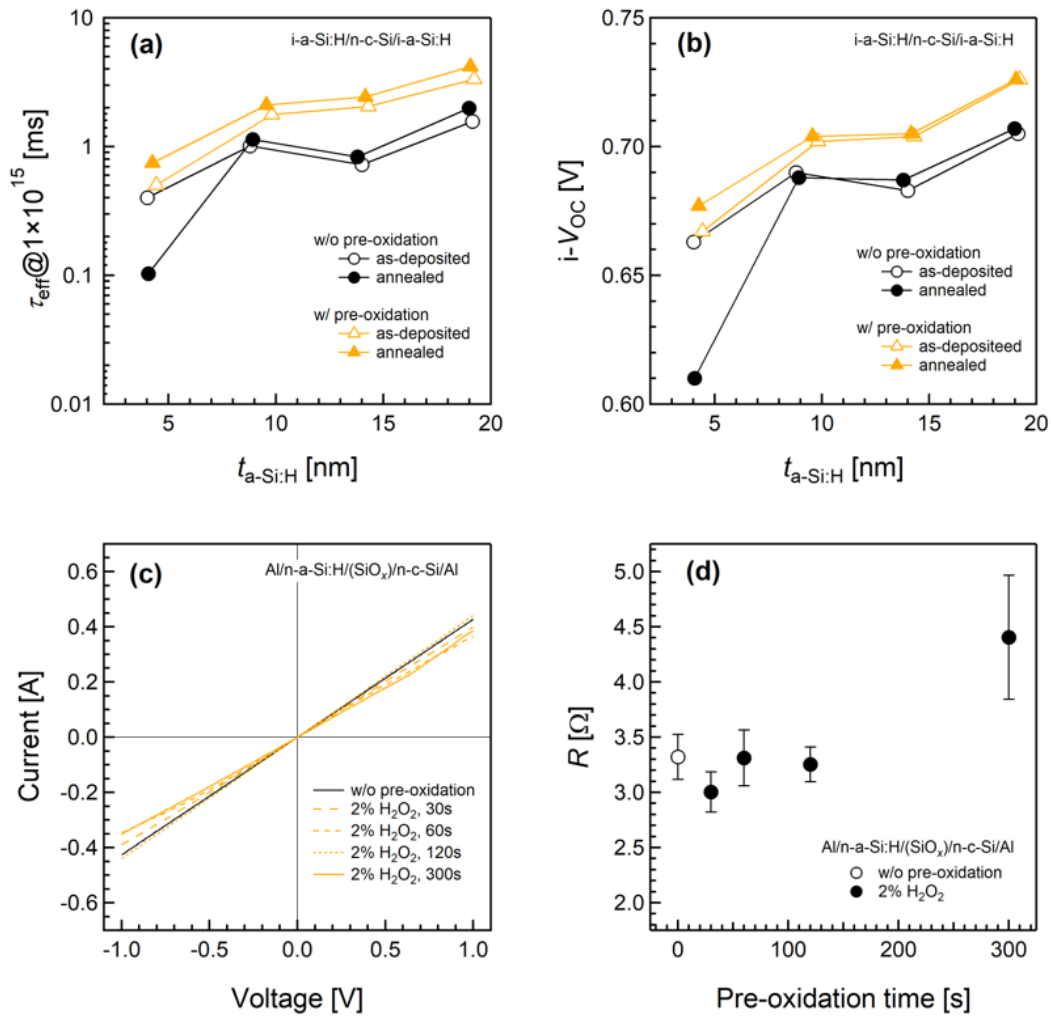 (a)
i-a-Si:H/n-c-Si/i-a-Si:H
τeff@1×10^15 [ms]
10
1
0.1
0.01
w/o pre-oxidation
as-deposited
annealed
w/ pre-oxidation
as-deposited
annealed
5
10
15
20
ta-Si:H [nm]
(b)
i-a-Si:H/n-c-Si/i-a-Si:H
i-VOC [V]
0.75
0.70
0.65
0.60
w/o pre-oxidation
as-deposited
annealed
w/ pre-oxidation
as-depositeed
annealed
5
10
15
20
ta-Si:H [nm]
(c)
Al/n-a-Si:H/(SiOx)/n-c-Si/Al
Current [A]
0.6
0.4
0.2
0.0
-0.2
-0.4
-0.6
w/o pre-oxidation
2% H2O2, 30s
2% H2O2, 60s
2% H2O2, 120s
2% H2O2, 300s
-1.0
-0.5
0.0
0.5
1.0
Voltage [V]
(d)
R [Ω]
5.0
4.5
4.0
3.5
3.0
2.5
2.0
Al/n-a-Si:H/(SiOx)/n-c-Si/Al
w/o pre-oxidation
2% H2O2
0
100
200
300
Pre-oxidation time [s]